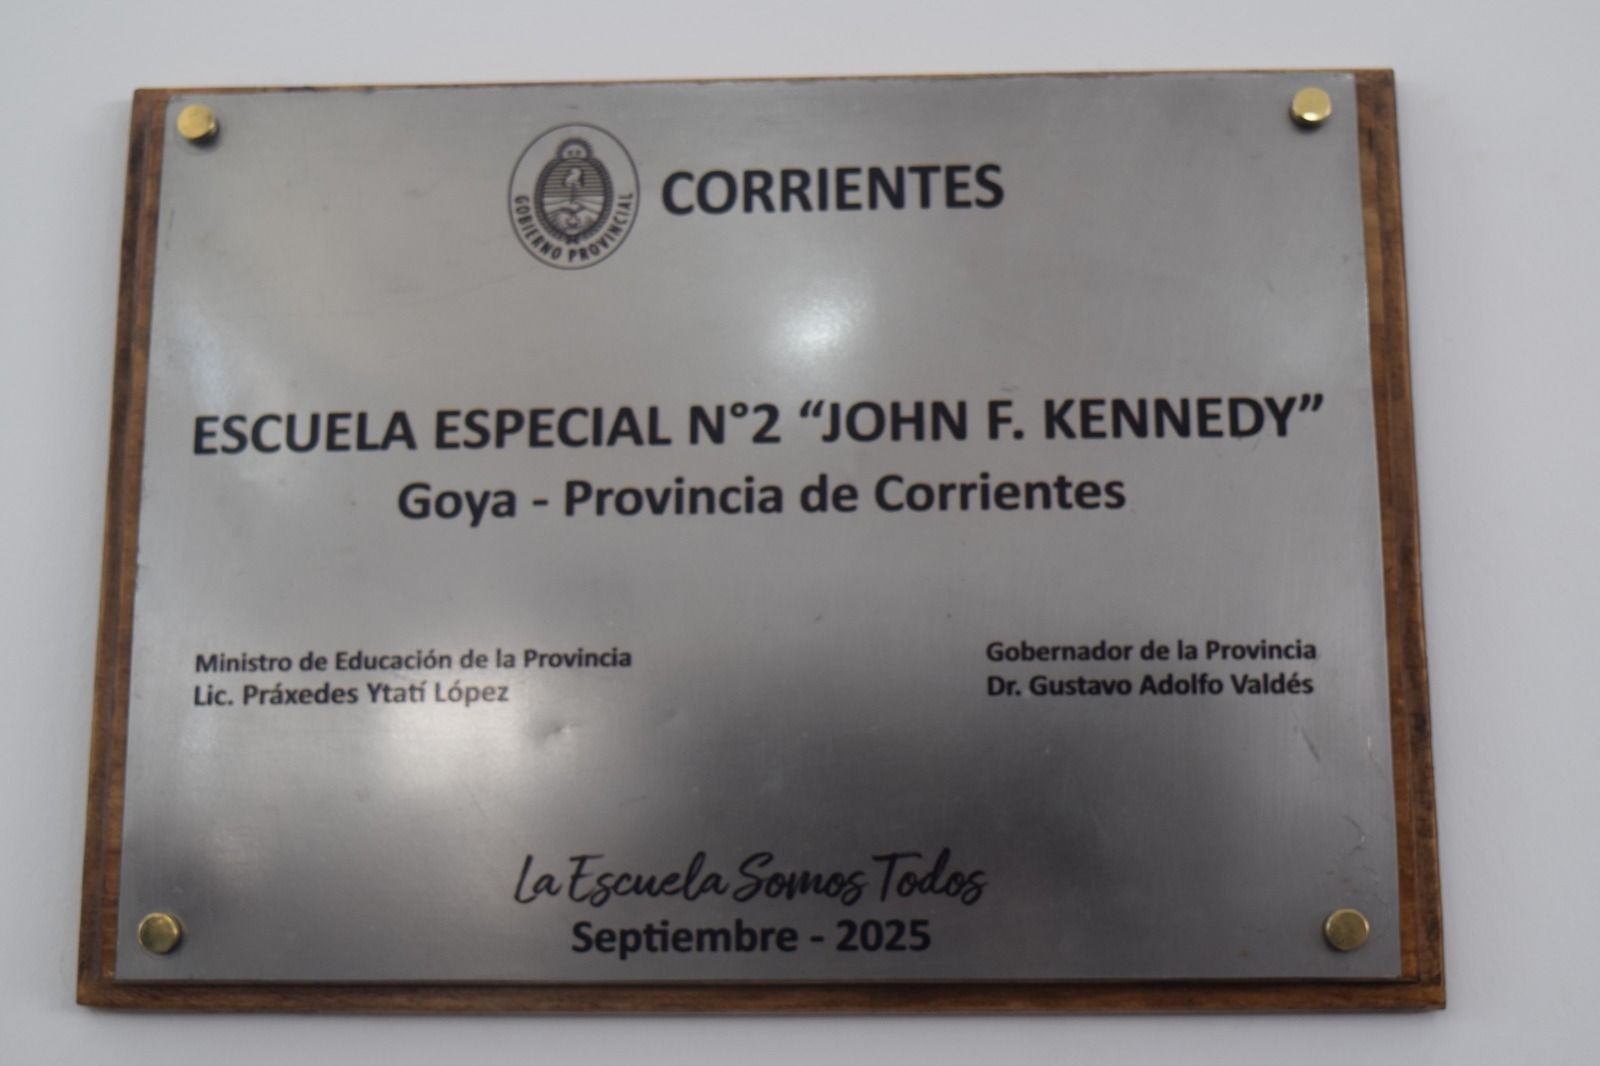 GOBIERNO PROVINCIAL
CORRIENTES
ESCUELA ESPECIAL N°2 “JOHN F. KENNEDY”
Goya - Provincia de Corrientes
Ministro de Educación de la Provincia
Lic. Práxedes Ytatí López
Gobernador de la Provincia
Dr. Gustavo Adolfo Valdés
La Escuela Somos Todos
Septiembre - 2025